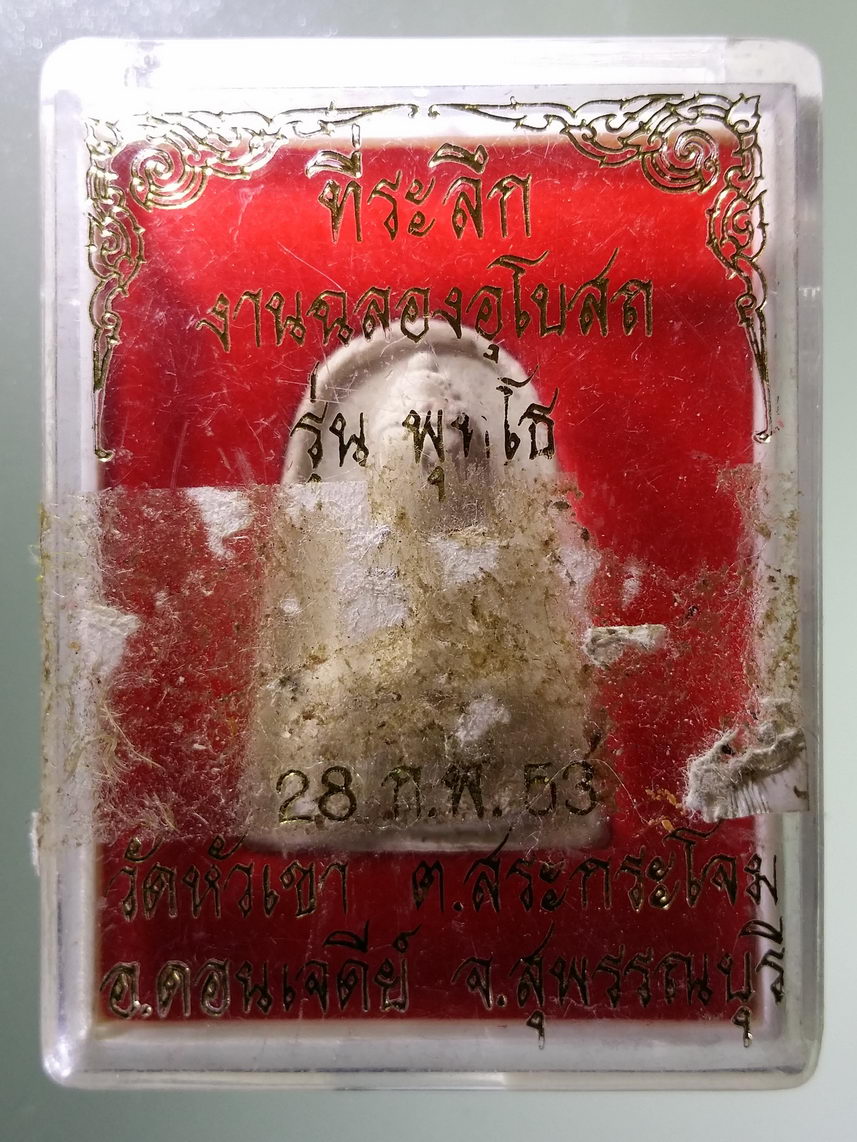 ที่ระลึก
งานฉลองอุโบสถ
รุ่น พุทโธ
28 ก.พ. 53
วัดหัวเขา ต.สระกระโจม
อ.ดอนเจดีย์ จ.สุพรรณบุรี